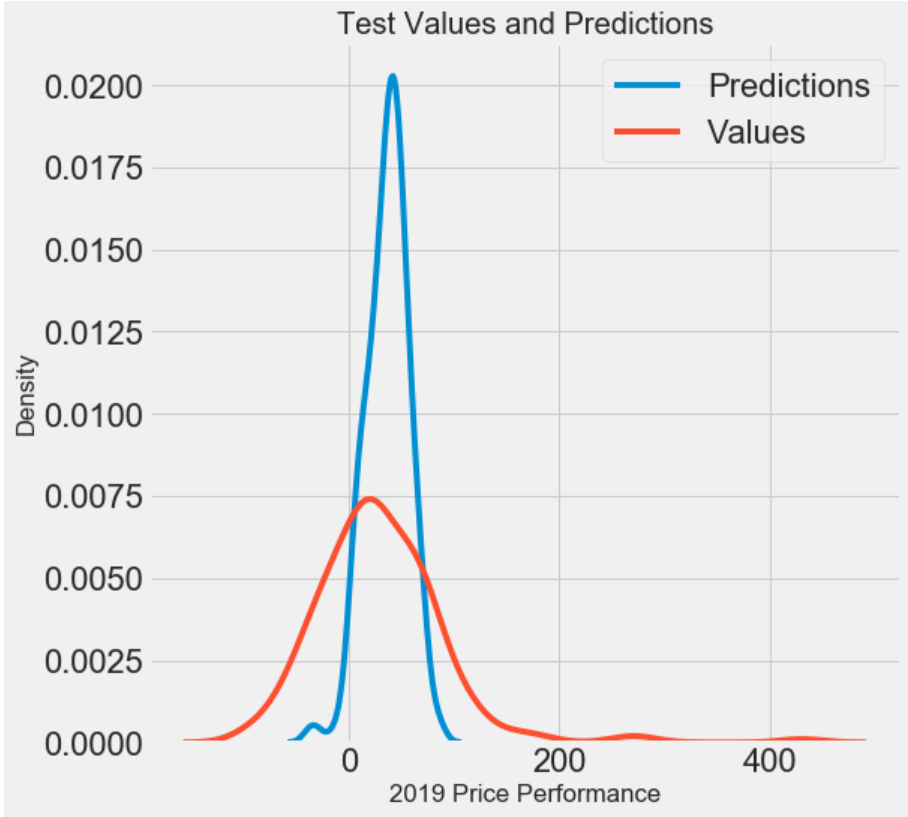 Test Values and Predictions
Predictions
Values
0.0200
0.0175
0.0150
0.0125
0.0100
0.0075
0.0050
0.0025
0.0000
Density
0 200 400
2019 Price Performance